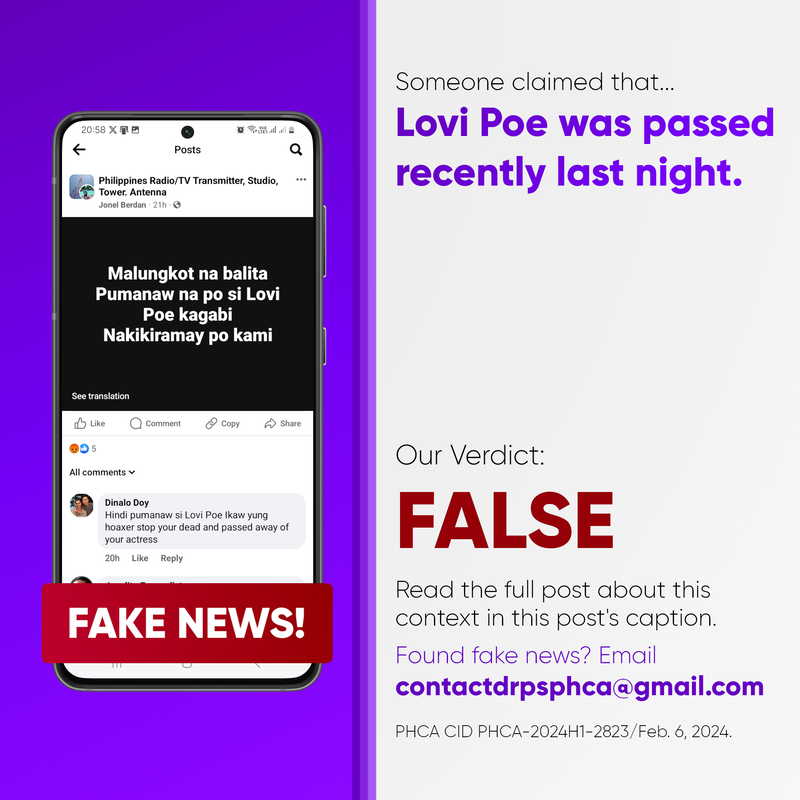 20:58
Posts
Philippines Radio/TV Transmitter, Studio,
Tower. Antenna
Jonel Berdan · 21h ·
Malungkot na balita
Pumanaw na po si Lovi
Poe kagabi
Nakikiramay po kami
See translation
Like Comment Copy Share
5
All comments
Dinalo Doy
Hindi pumanaw si Lovi Poe Ikaw yung
hoaxer stop your dead and passed away of
your actress
20h Like Reply
FAKE NEWS!
Someone claimed that...
Lovi Poe was passed
recently last night.
Our Verdict:
FALSE
Read the full post about this
context in this post's caption.
Found fake news? Email
contactdrpsphca@gmail.com
PHCA CID PHCA-2024H1-2823/Feb. 6, 2024.